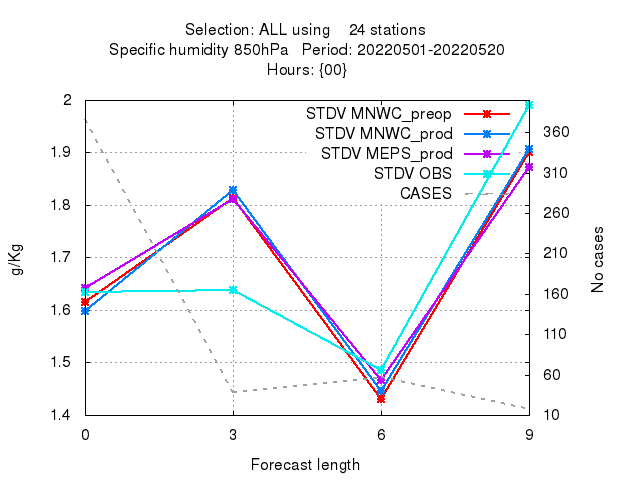 Selection: ALL using    24 stations
Specific humidity 850hPa   Period: 20220501-20220520
Hours: {00}
STDV MNWC_preop
STDV MNWC_prod
STDV MEPS_prod
STDV OBS
CASES
2
1.9
1.8
1.7
1.6
1.5
1.4
g/Kg
360
310
260
210
160
110
60
10
No cases
0 3 6 9
Forecast length